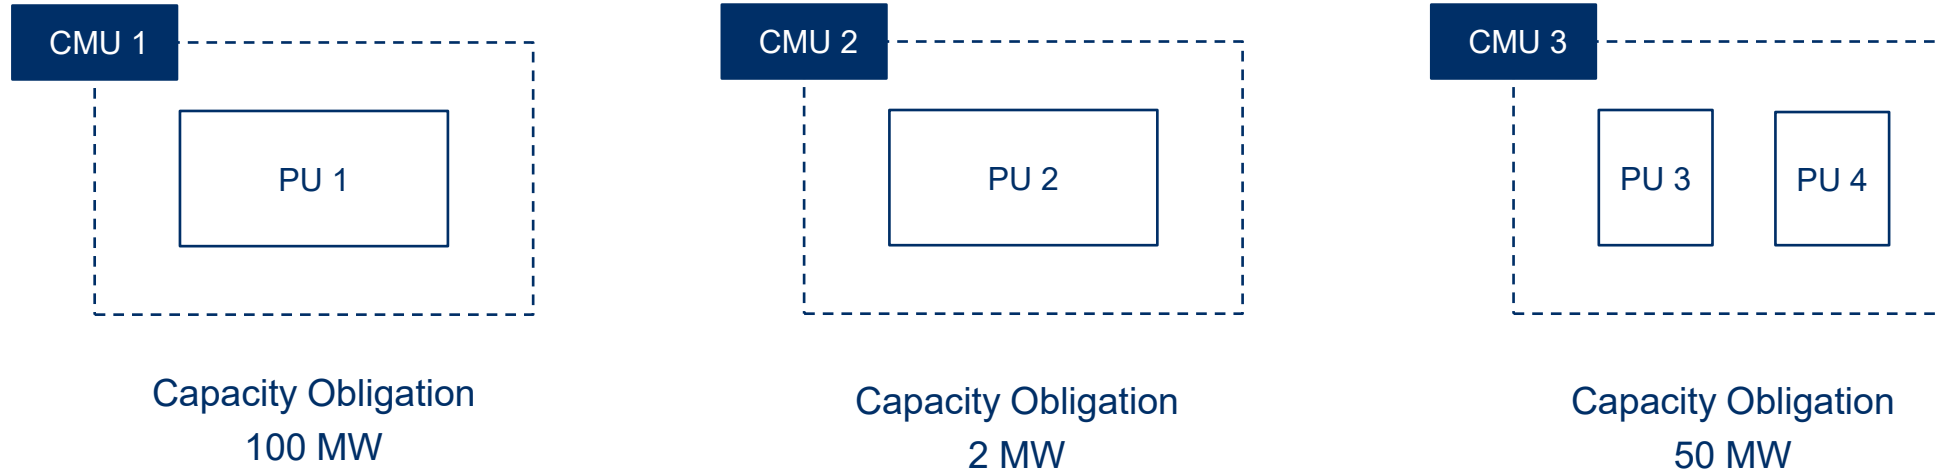 CMU 1
PU 1
Capacity Obligation
100 MW
CMU 2
PU 2
Capacity Obligation
2 MW
CMU 3
PU 3
PU 4
Capacity Obligation
50 MW